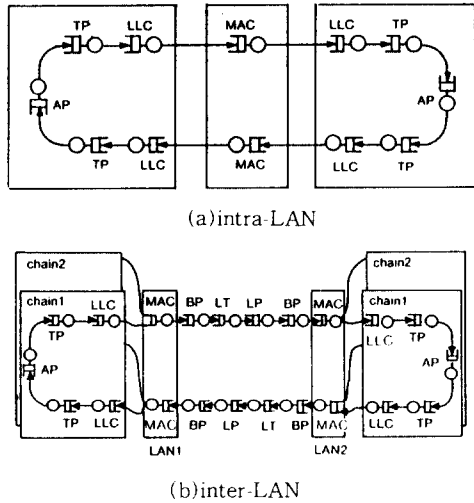 TP LLC MAC LLC TP
AP AP
TP LLC MAC LLC TP
(a)intra-LAN
chain2 chain2
chain1 LLC MAC BP LT LP BP MAC chain1
TP LLC TP
AP AP
TP LLC MAC BP LP LT BP MAC LLC TP
LAN1 LAN2
(b)inter-LAN